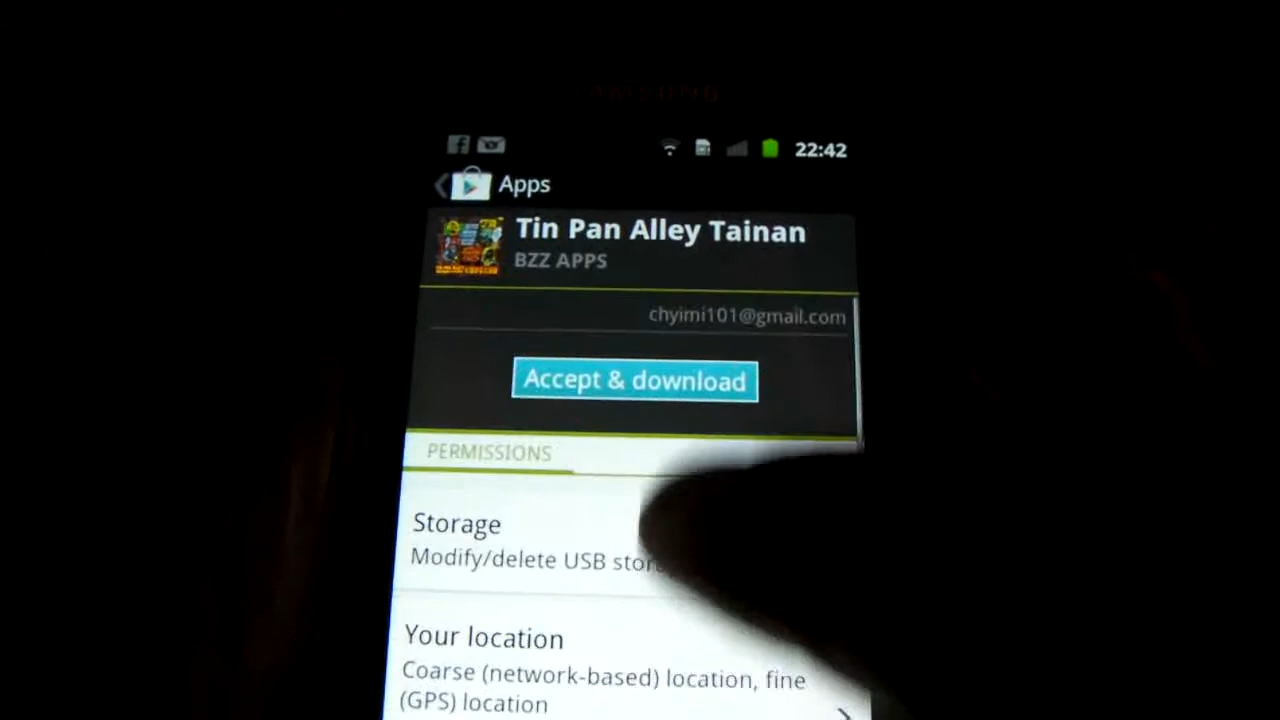 SAMSUNG
22:42
Apps
Tin Pan Alley Tainan
BZZ APPS
chyimi101@gmail.com
Accept & download
PERMISSIONS
Storage
Modify/delete USB
Your location
Coarse (network-based) location, fine
(GPS) location